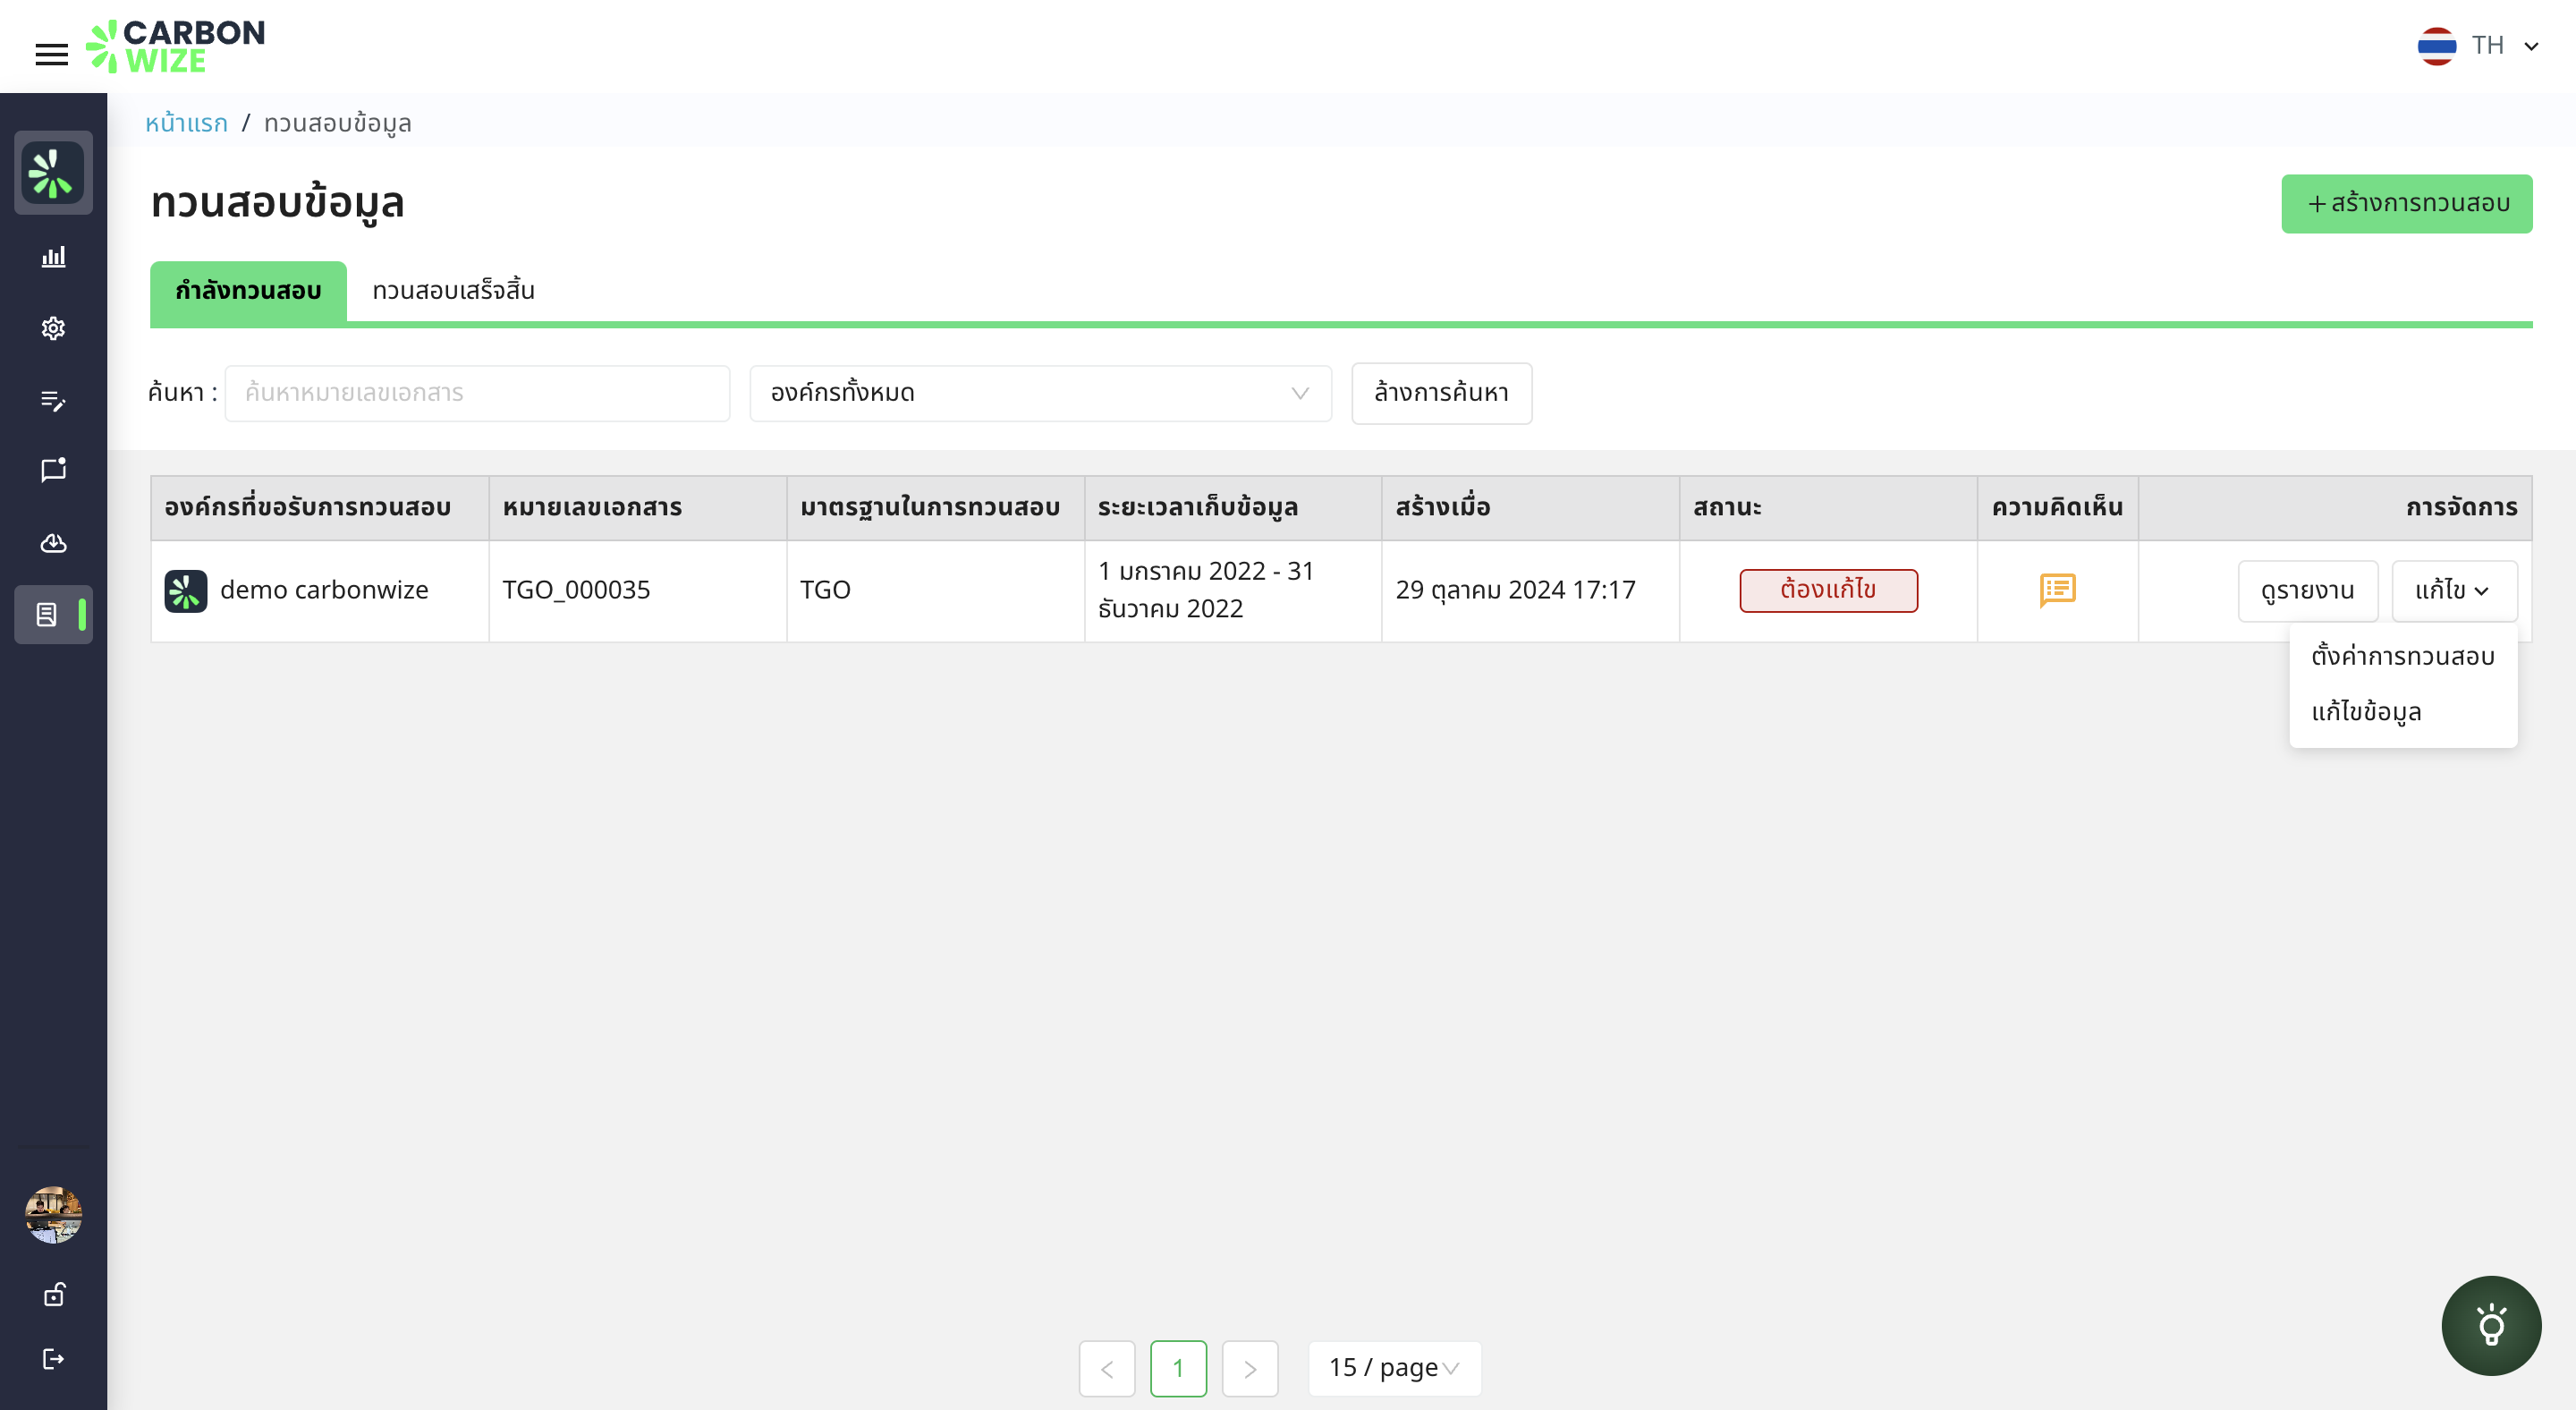 CARBON
WIZE
TH
หน้าแรก / ทวนสอบข้อมูล
ทวนสอบข้อมูล
+ สร้างการทวนสอบ
กำลังทวนสอบ
ทวนสอบเสร็จสิ้น
ค้นหา :
ค้นหาหมายเลขเอกสาร
องค์กรทั้งหมด
ล้างการค้นหา
องค์กรที่ขอรับการทวนสอบ
หมายเลขเอกสาร
มาตรฐานในการทวนสอบ
ระยะเวลาเก็บข้อมูล
สร้างเมื่อ
สถานะ
ความคิดเห็น
การจัดการ
demo carbonwize
TGO_000035
TGO
1 มกราคม 2022 - 31
ธันวาคม 2022
29 ตุลาคม 2024 17:17
ต้องแก้ไข
ดูรายงาน
แก้ไข
ตั้งค่าการทวนสอบ
แก้ไขข้อมูล
1
15 / page